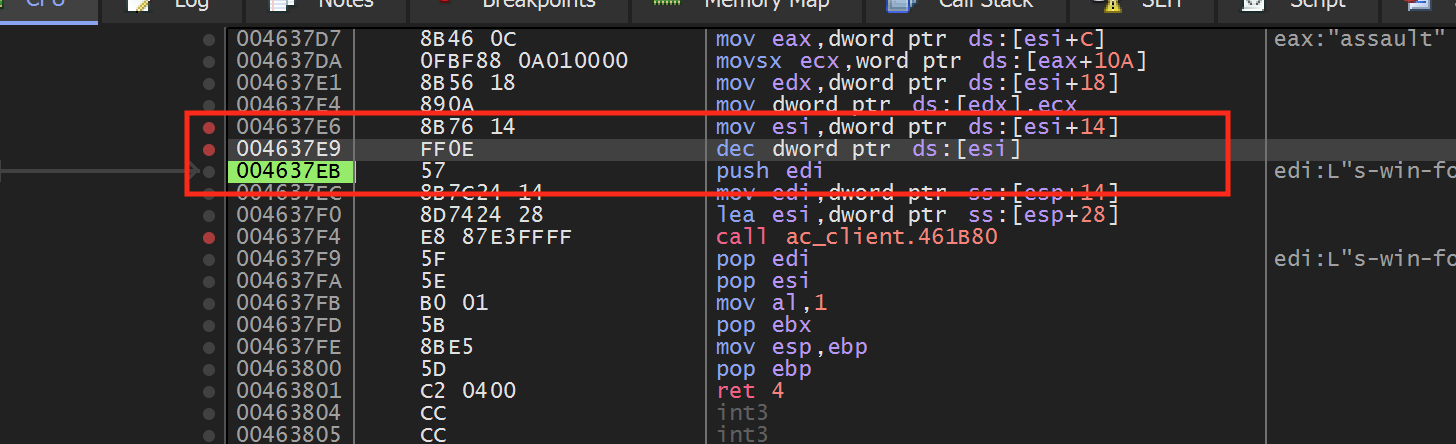 CPU Log Notes Breakpoints Memory Map Call Stack SEH Script
004637D7 8B46 0C mov eax,dword ptr ds:[esi+C] eax:"assault"
004637DA 0FBF88 0A010000 movsx ecx,word ptr ds:[eax+10A]
004637E1 8B56 18 mov edx,dword ptr ds:[esi+18]
004637E4 890A mov dword ptr ds:[edx],ecx
004637E6 8B76 14 mov esi,dword ptr ds:[esi+14]
004637E9 FF0E dec dword ptr ds:[esi]
004637EB 57 push edi edi:L"s-win-fo
004637EC 8B7C24 14 mov edi,dword ptr ss:[esp+14]
004637F0 8D7424 28 lea esi,dword ptr ss:[esp+28]
004637F4 E8 87E3FFFF call ac_client.461B80
004637F9 5F pop edi edi:L"s-win-fo
004637FA 5E pop esi
004637FB B0 01 mov al,1
004637FD 5B pop ebx
004637FE 8BE5 mov esp,ebp
00463800 5D pop ebp
00463801 C2 0400 ret 4
00463804 CC int3
00463805 CC int3